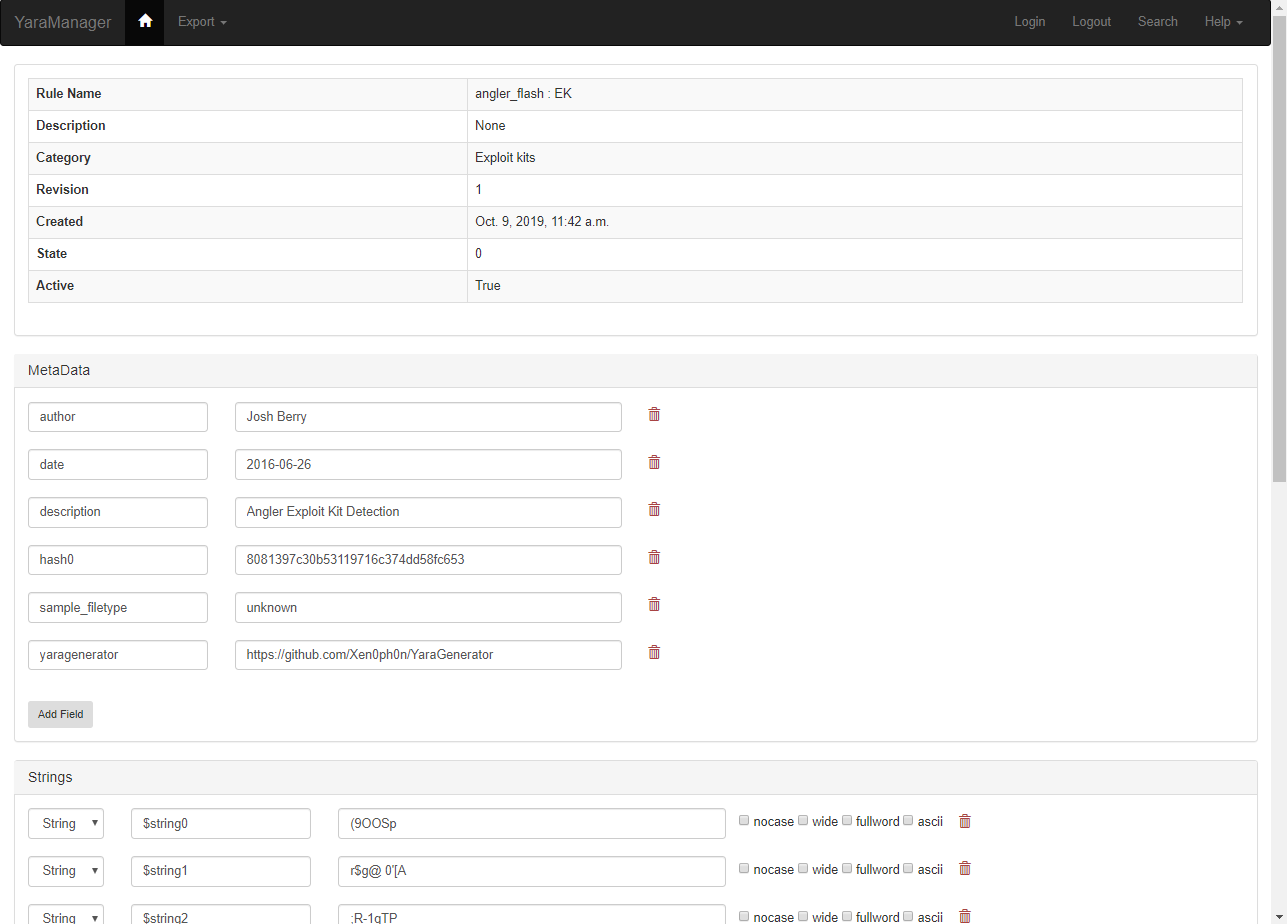 YaraManager Export Login Logout Search Help
Rule Name angler_flash : EK
Description None
Category Exploit kits
Revision 1
Created Oct. 9, 2019, 11:42 a.m.
State 0
Active True
MetaData
author Josh Berry
date 2016-06-26
description Angler Exploit Kit Detection
hash0 8081397c30b53119716c374dd58fc653
sample_filetype unknown
yaragenerator https://github.com/Xen0ph0n/YaraGenerator
Add Field
Strings
String $string0 (9OOSp nocase wide fullword ascii
String $string1 r$g@ 0'[A nocase wide fullword ascii
String $string2 ;R-1qTP nocase wide fullword ascii